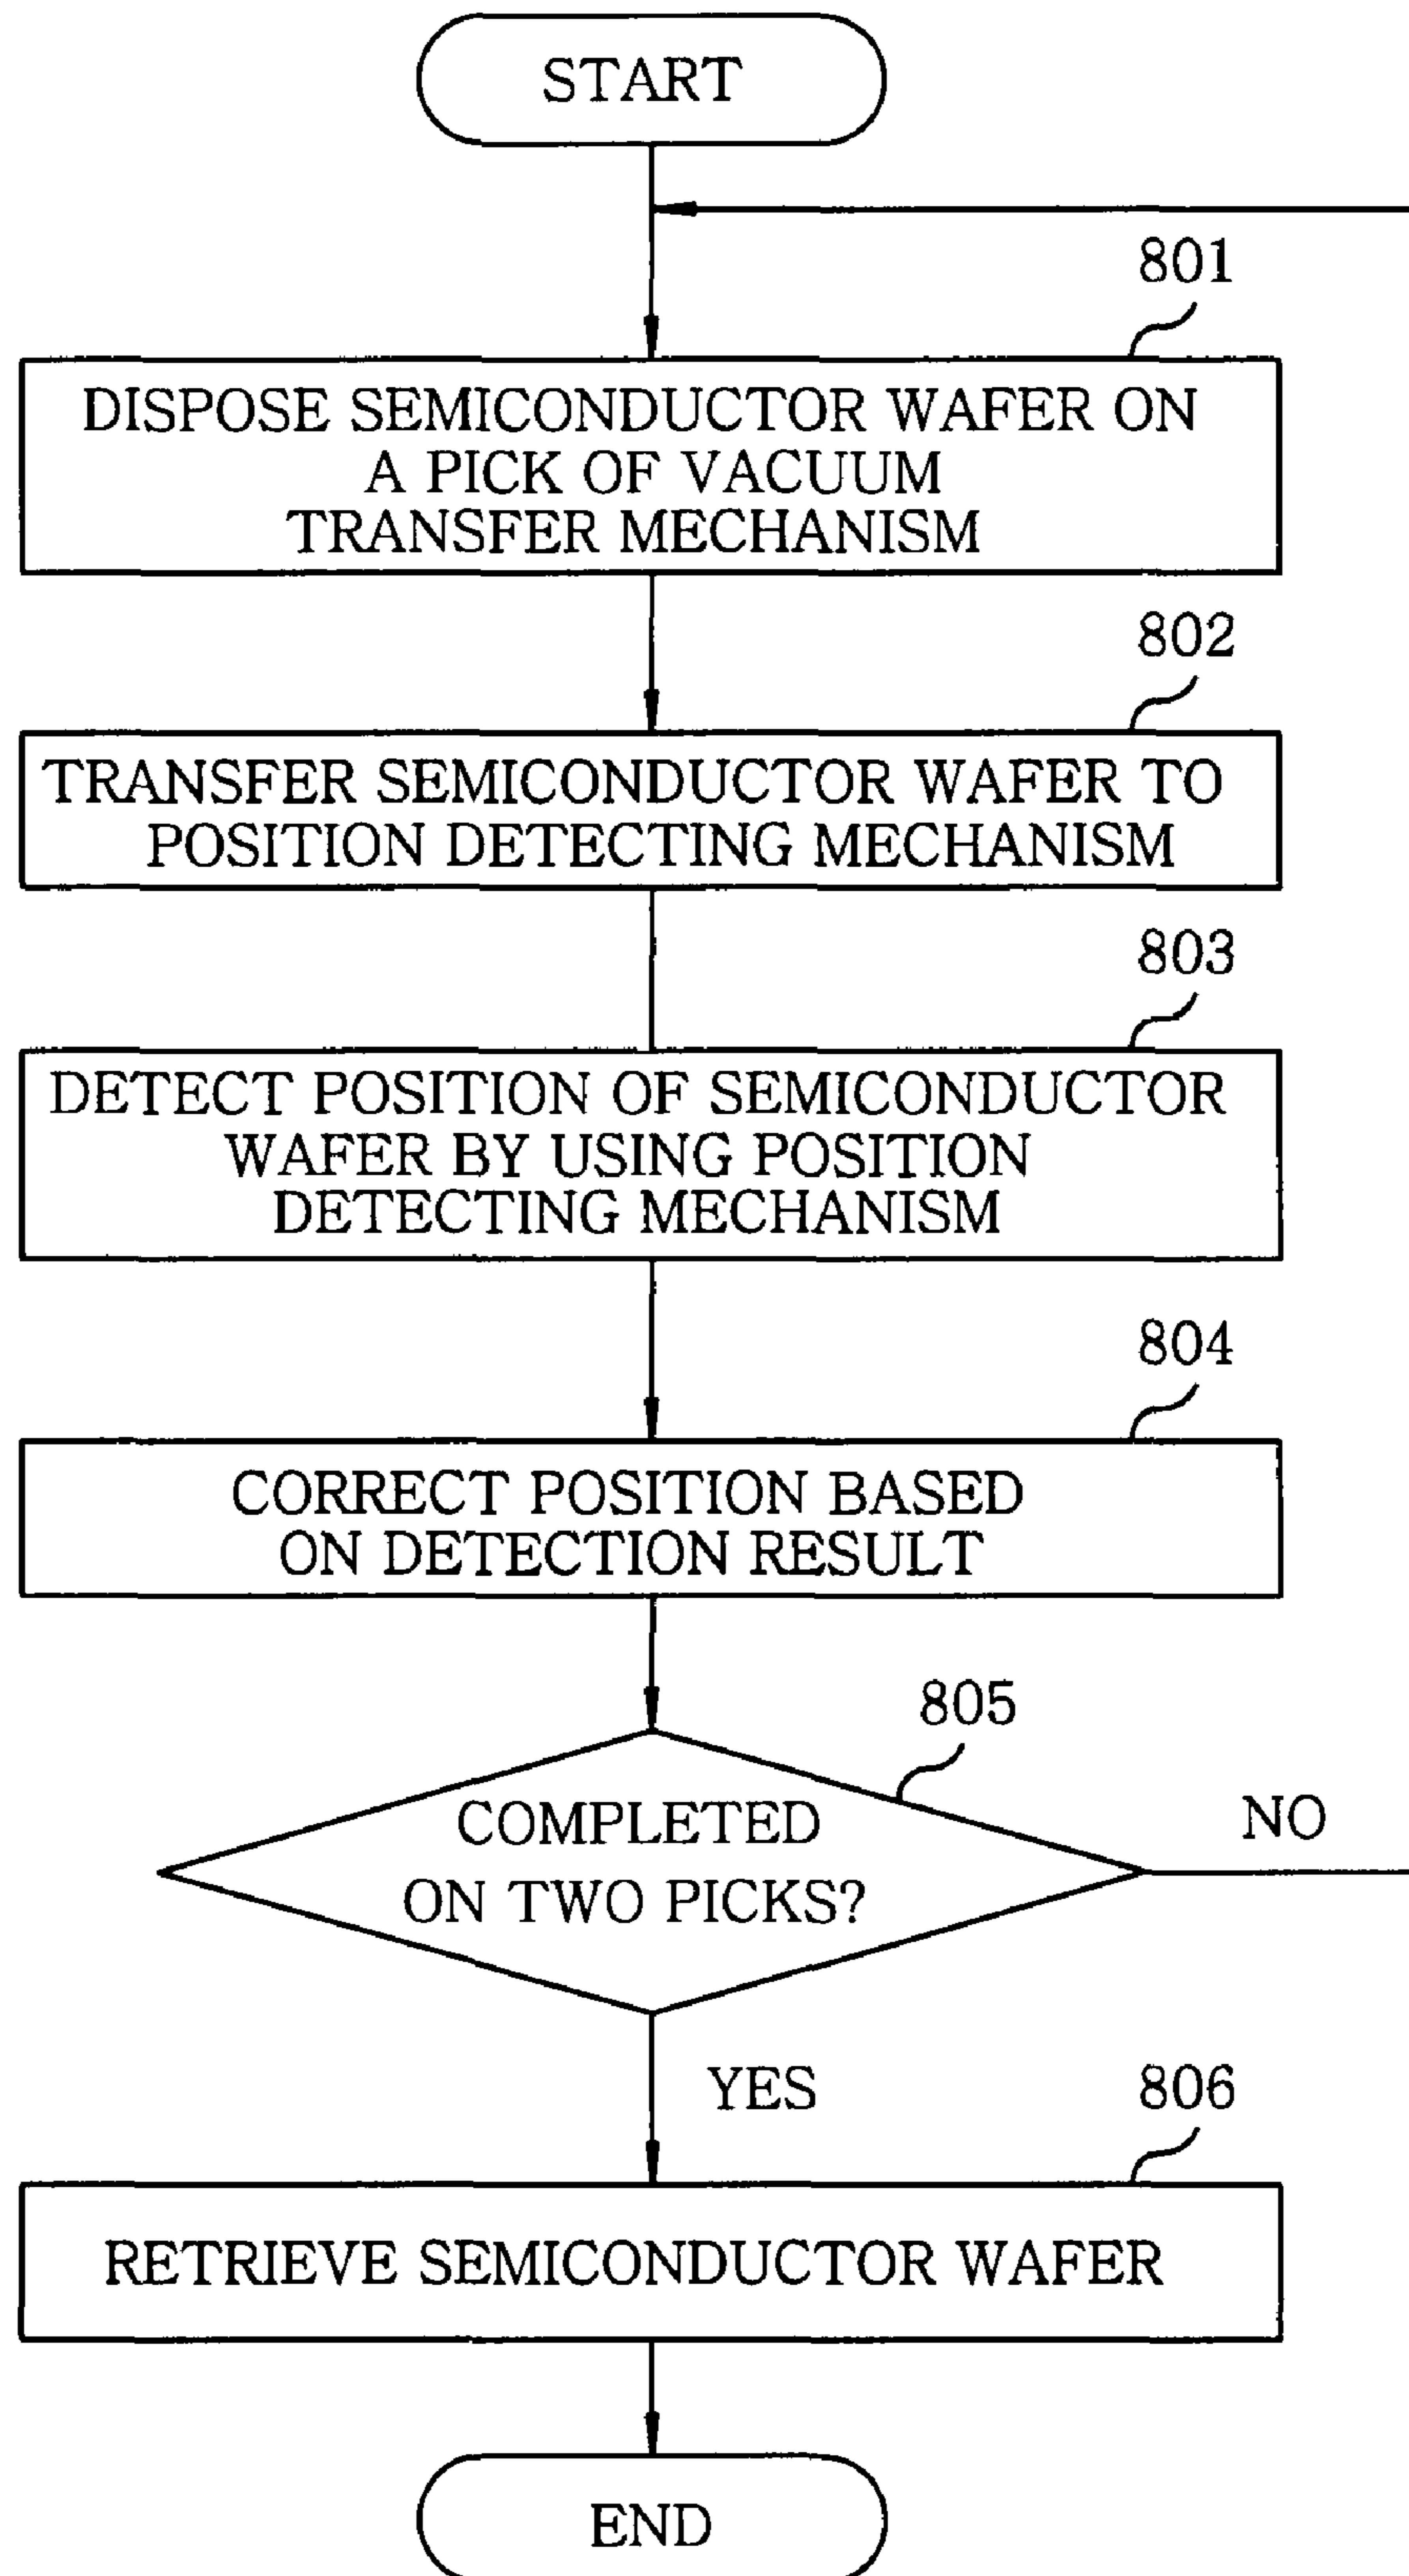 START
801
DISPOSE SEMICONDUCTOR WAFER ON
A PICK OF VACUUM
TRANSFER MECHANISM
802
TRANSFER SEMICONDUCTOR WAFER TO
POSITION DETECTING MECHANISM
803
DETECT POSITION OF SEMICONDUCTOR
WAFER BY USING POSITION
DETECTING MECHANISM
804
CORRECT POSITION BASED
ON DETECTION RESULT
805
COMPLETED
ON TWO PICKS?
NO
YES
806
RETRIEVE SEMICONDUCTOR WAFER
END